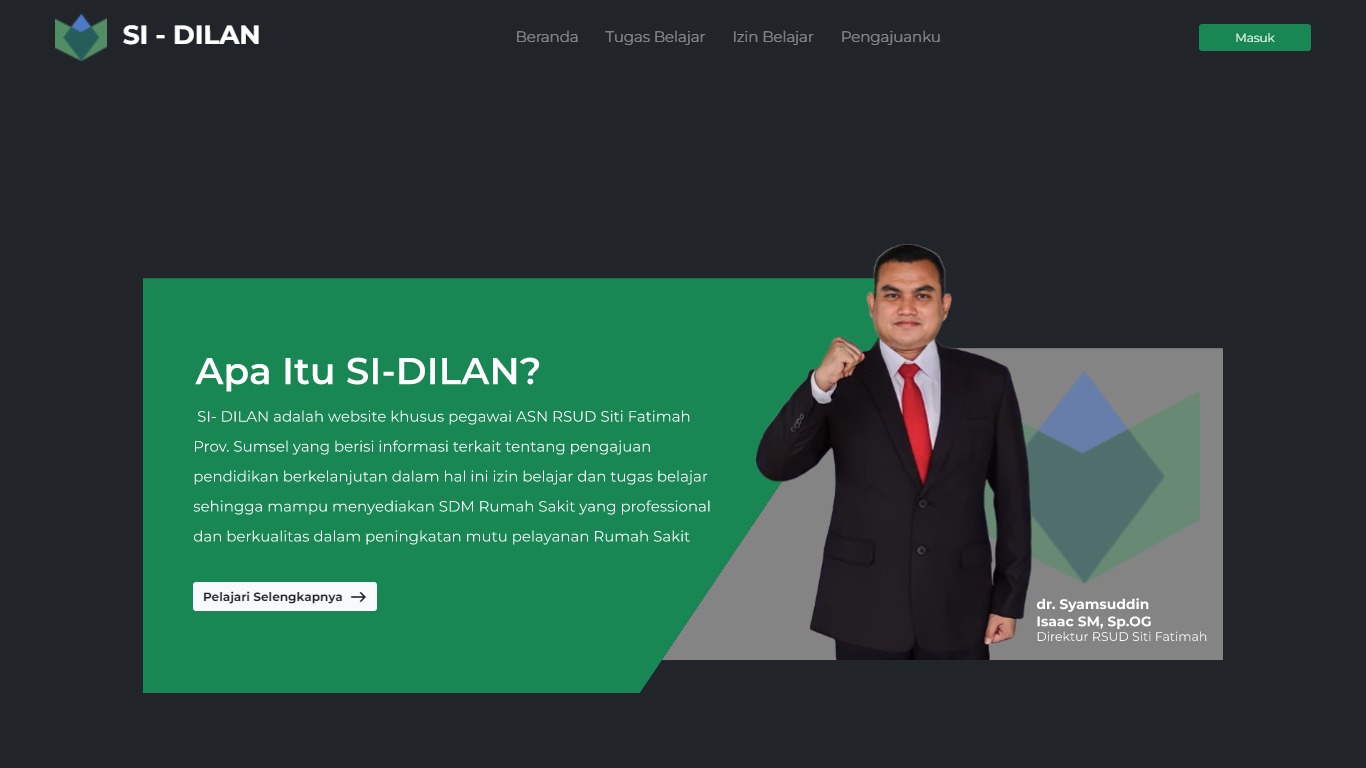 SI - DILAN
Beranda
Tugas Belajar
Izin Belajar
Pengajuanku
Masuk
Apa Itu SI-DILAN?
SI- DILAN adalah website khusus pegawai ASN RSUD Siti Fatimah
Prov. Sumsel yang berisi informasi terkait tentang pengajuan
pendidikan berkelanjutan dalam hal ini izin belajar dan tugas belajar
sehingga mampu menyediakan SDM Rumah Sakit yang professional
dan berkualitas dalam peningkatan mutu pelayanan Rumah Sakit
Pelajari Selengkapnya
dr. Syamsuddin
Isaac SM, Sp.OG
Direktur RSUD Siti Fatimah